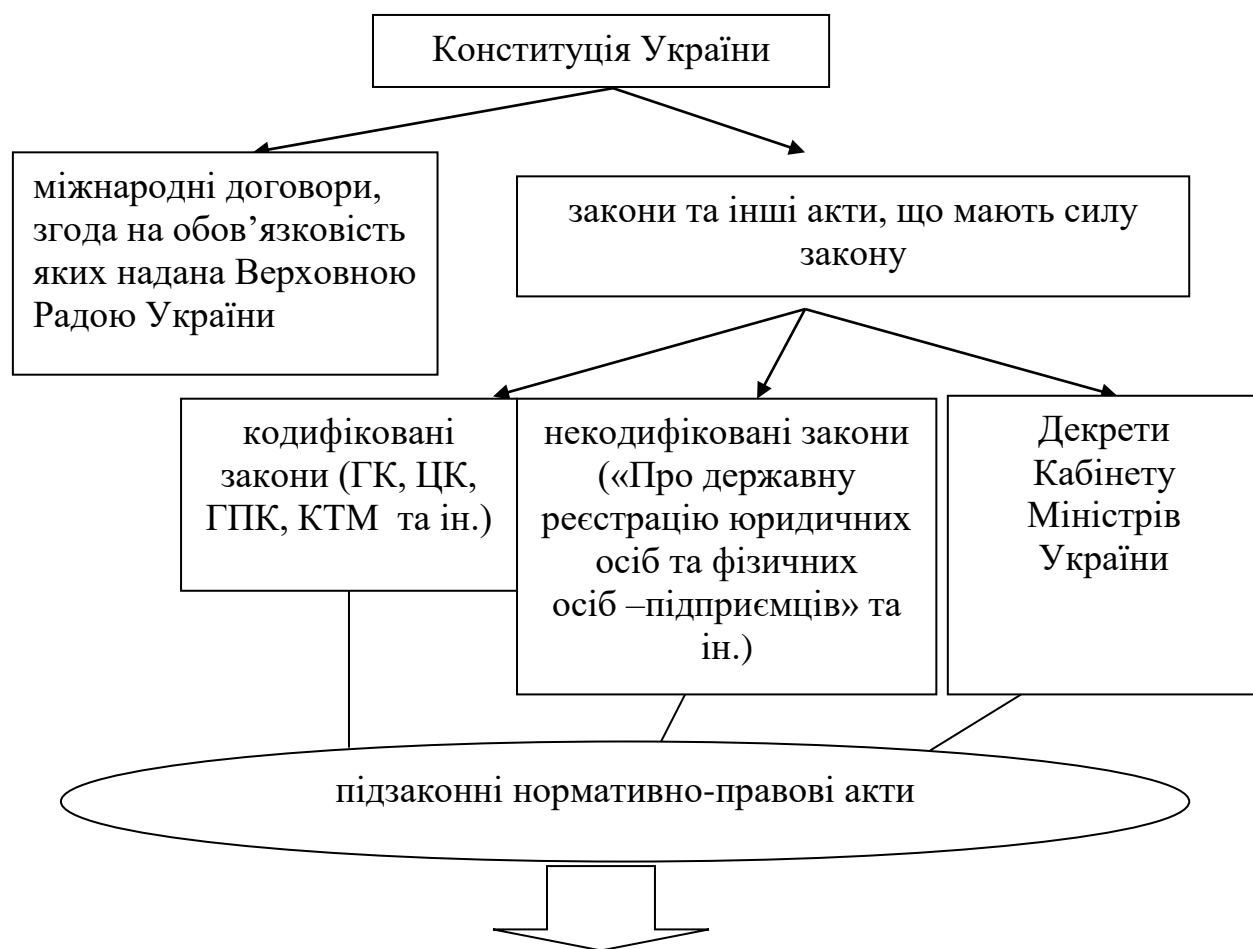 Конституція України
міжнародні договори,
згода на обов’язковість
яких надана Верховною
Радою України
закони та інші акти, що мають силу
закону
кодифіковані
закони (ГК, ЦК,
ГПК, КТМ та ін.)
некодифіковані закони
(«Про державну
реєстрацію юридичних
осіб та фізичних
осіб –підприємців» та
ін.)
Декрети
Кабінету
Міністрів
України
підзаконні нормативно-правові акти